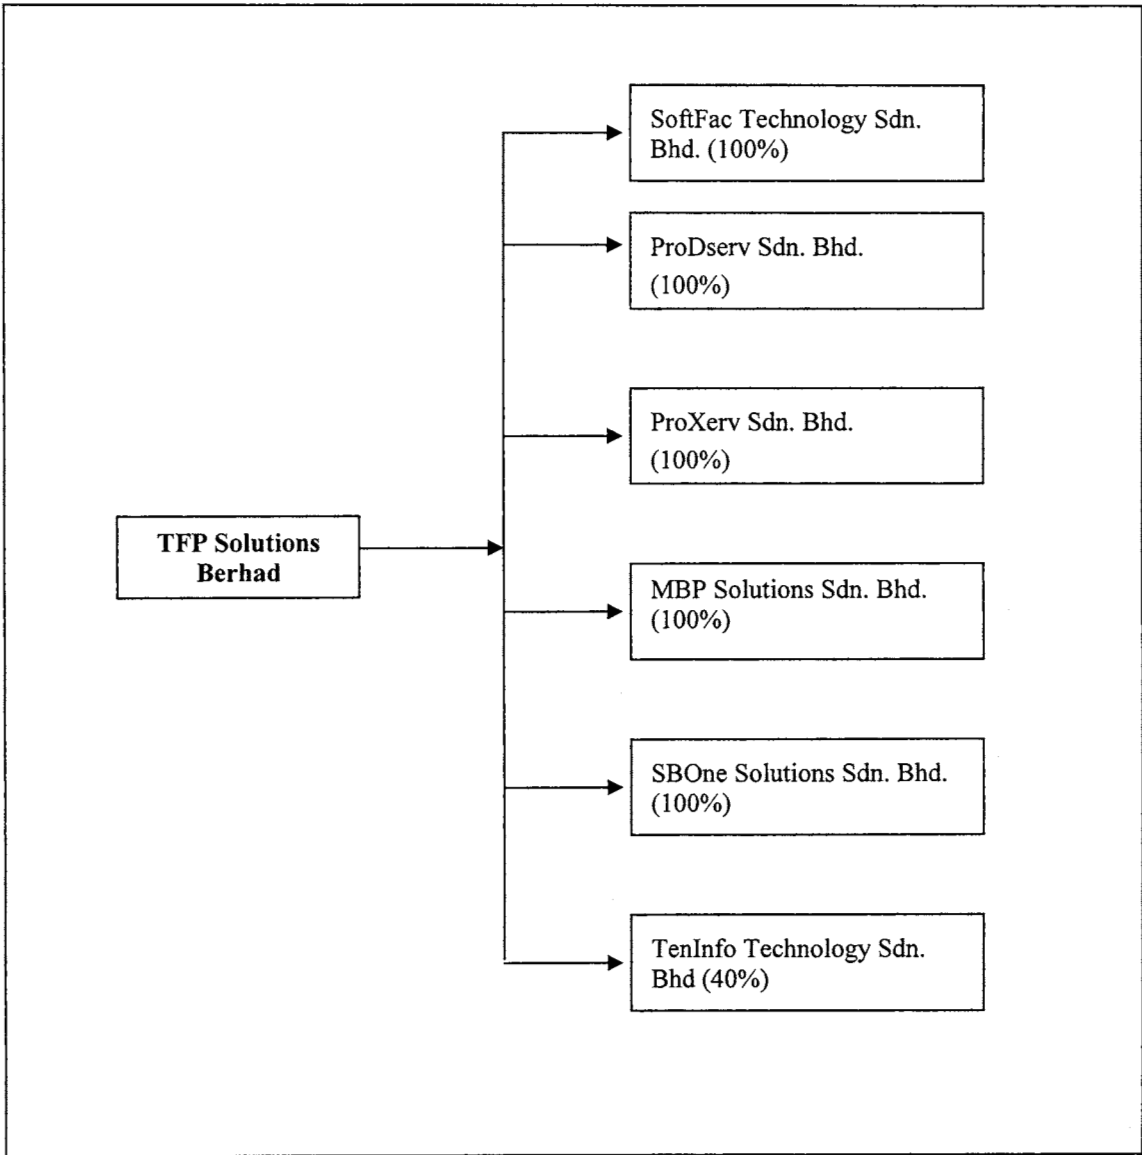 SoftFac Technology Sdn.
Bhd. (100%)
ProDserv Sdn. Bhd.
(100%)
ProXerv Sdn. Bhd.
(100%)
TFP Solutions
Berhad
MBP Solutions Sdn. Bhd.
(100%)
SBOne Solutions Sdn. Bhd.
(100%)
TenInfo Technology Sdn.
Bhd (40%)